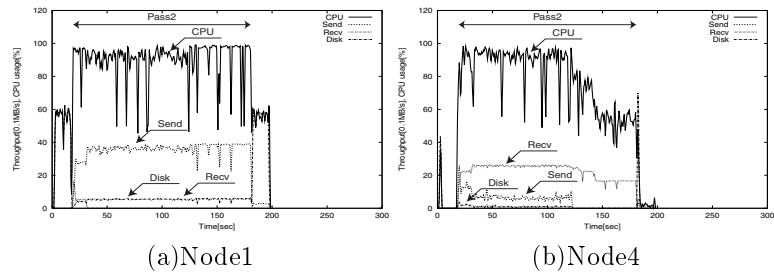 Pass2
CPU
Send
Disk
Recv
CPU
Send
Recv
Disk
Throughput[0.1MB/s], CPU usage[%]
120
100
80
60
40
20
0
0 50 100 150 200 250 300
Time[sec]
(a)Node1
Pass2
CPU
Recv
Disk
Send
CPU
Send
Recv
Disk
Throughput[0.1MB/s], CPU usage[%]
120
100
80
60
40
20
0
0 50 100 150 200 250 300
Time[sec]
(b)Node4